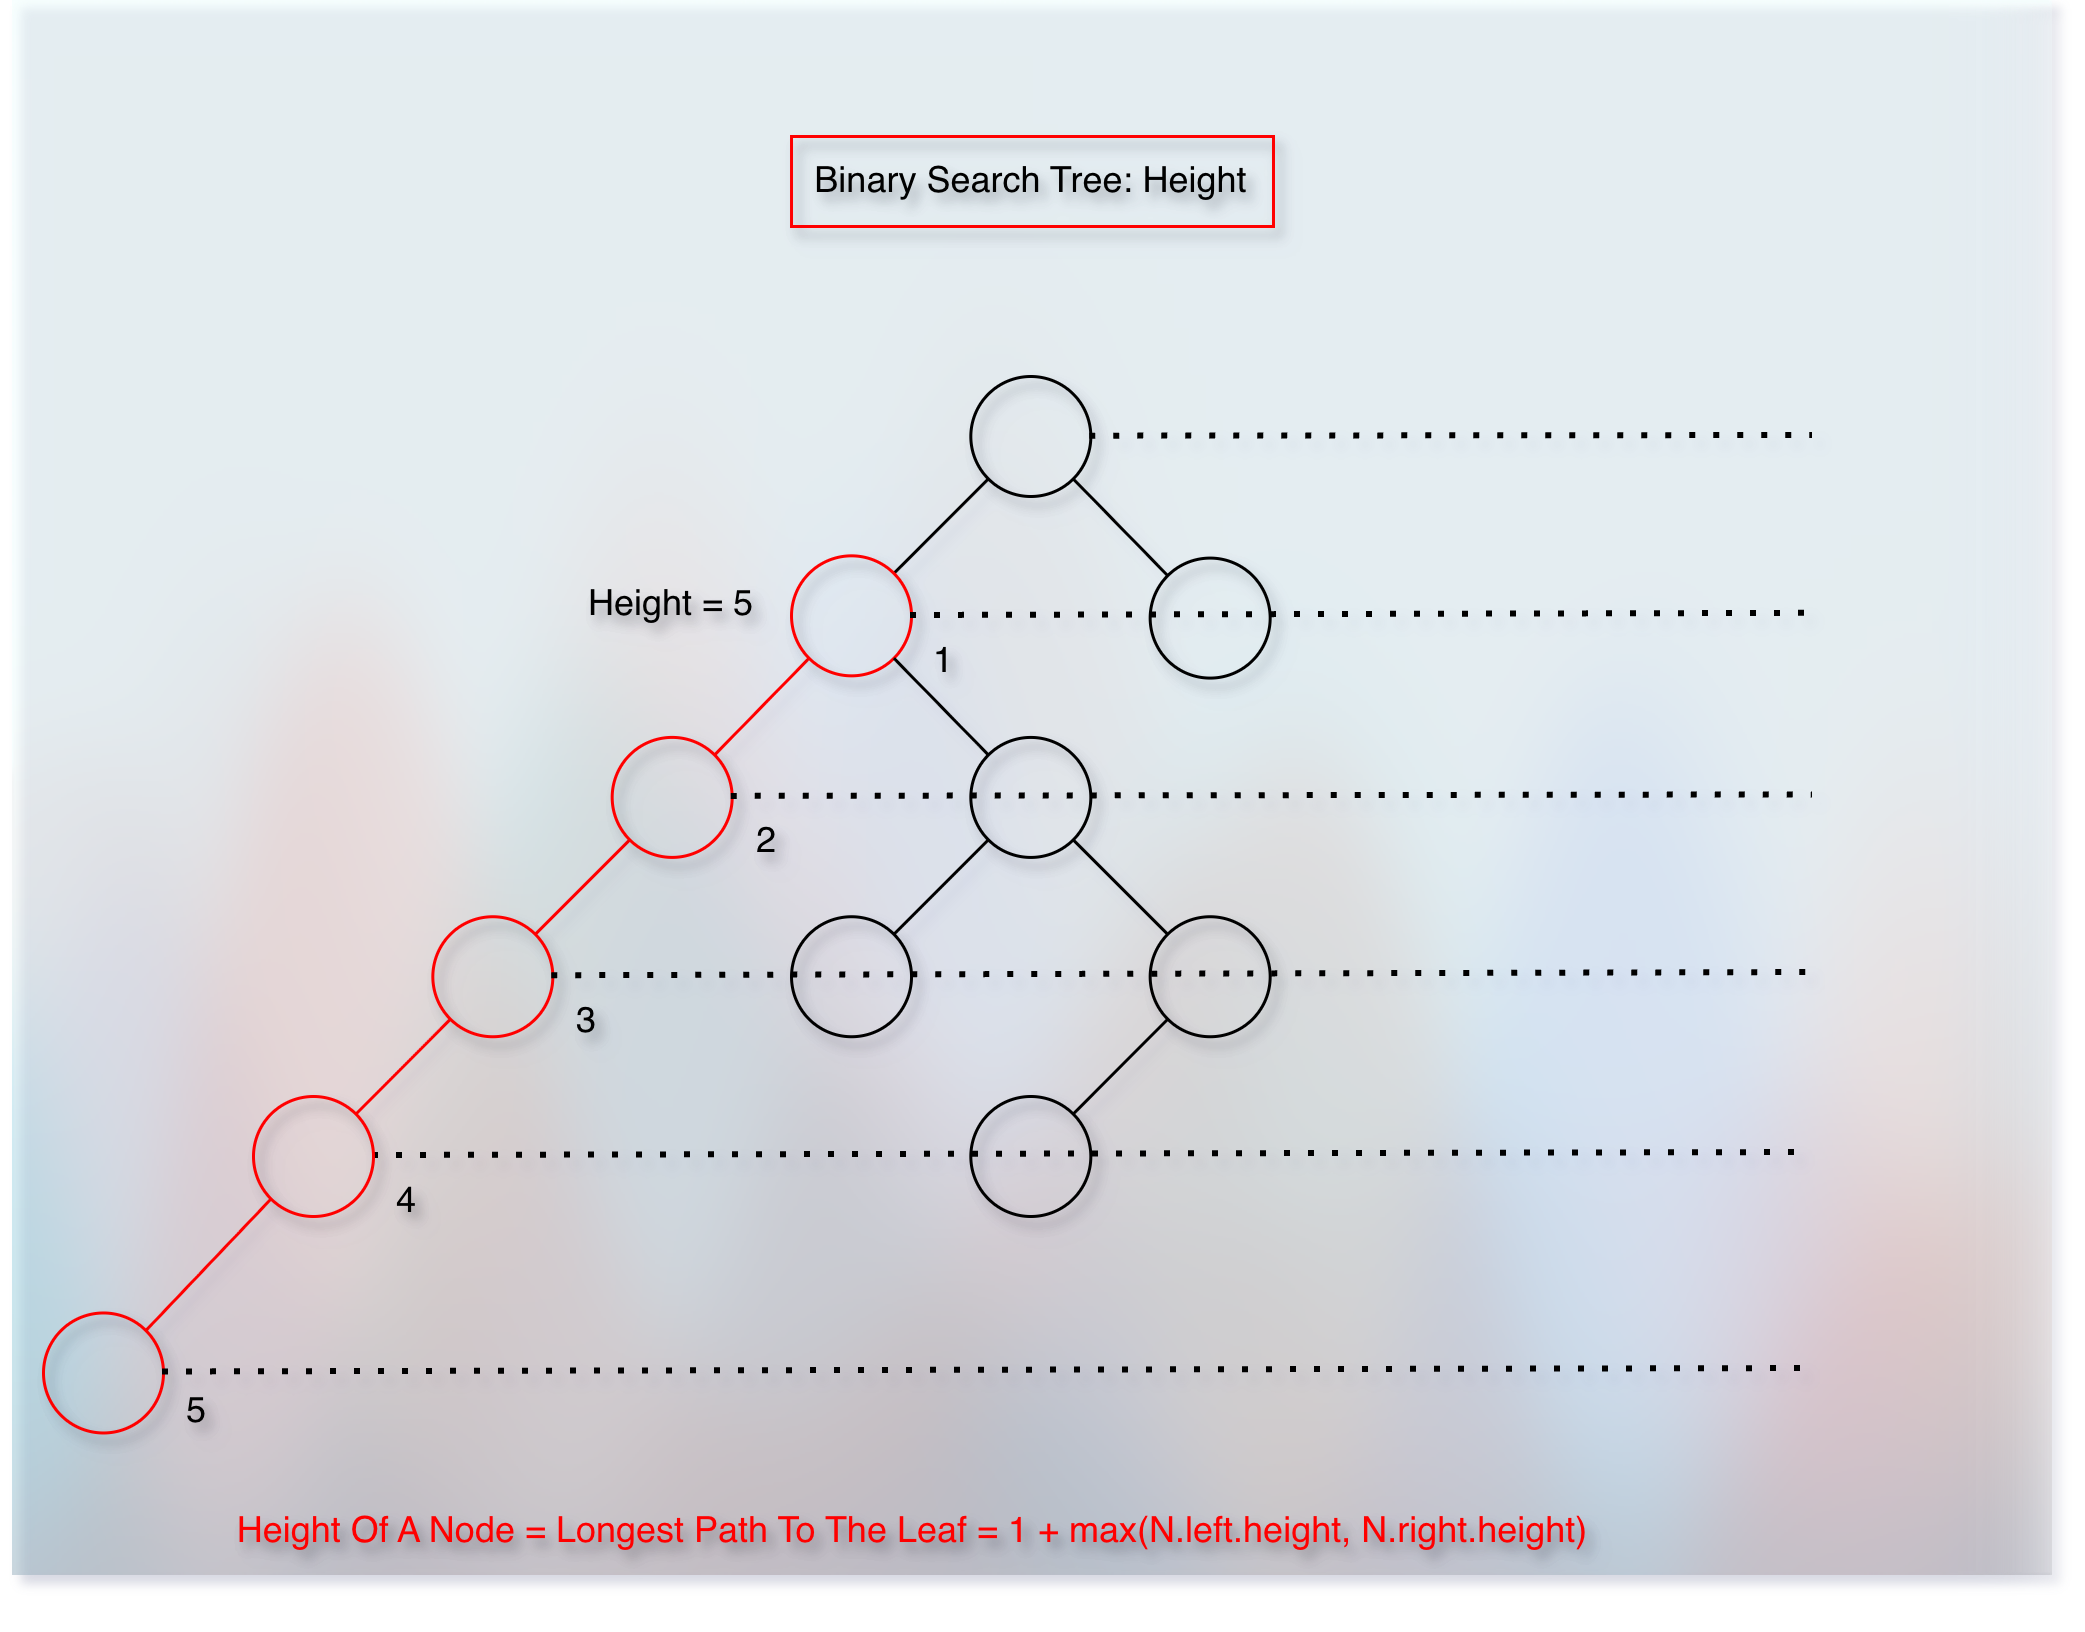 Binary Search Tree: Height
Height = 5
1
2
3
4
5
Height Of A Node = Longest Path To The Leaf = 1 + max(N.left.height, N.right.height)